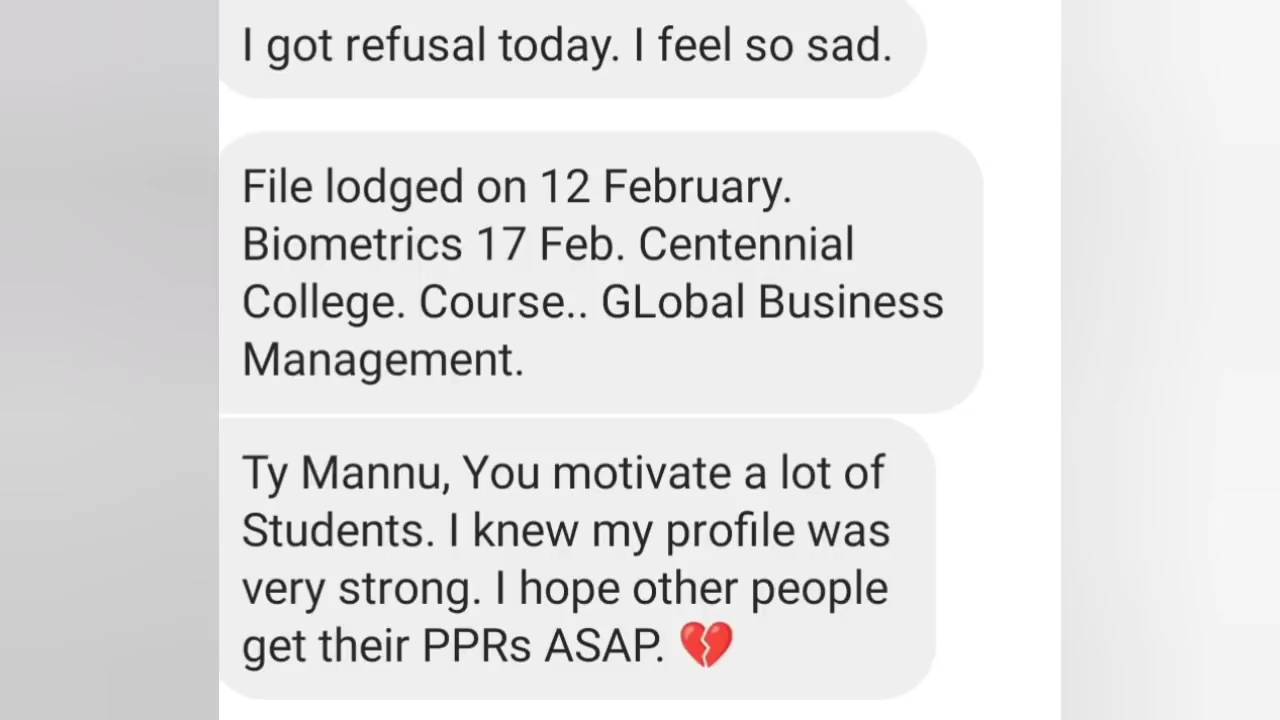 I got refusal today. I feel so sad.
File lodged on 12 February.
Biometrics 17 Feb. Centennial
College. Course.. GLobal Business
Management.
Ty Mannu, You motivate a lot of
Students. I knew my profile was
very strong. I hope other people
get their PPRs ASAP. 💔